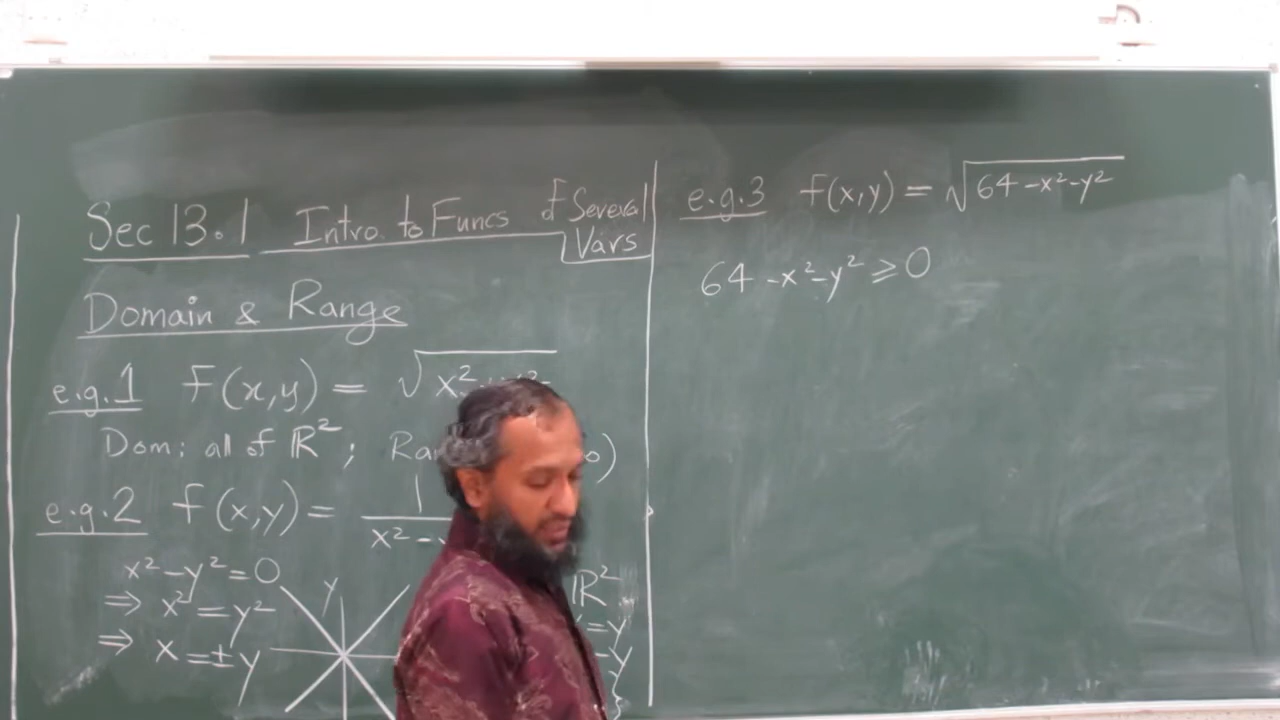 Sec 13.1 Intro. to Funcs of Several
Vars
Domain & Range
e.g.1 f(x,y) = √x²
Dom: all of ℝ²;
e.g.2 f(x,y) = 1
x² -
x² - y² = 0
⇒ x² = y²
⇒ x = ± y
y
ℝ²
= y
- y
e.g.3 f(x,y) = √64 - x² - y²
64 - x² - y² ≥ 0